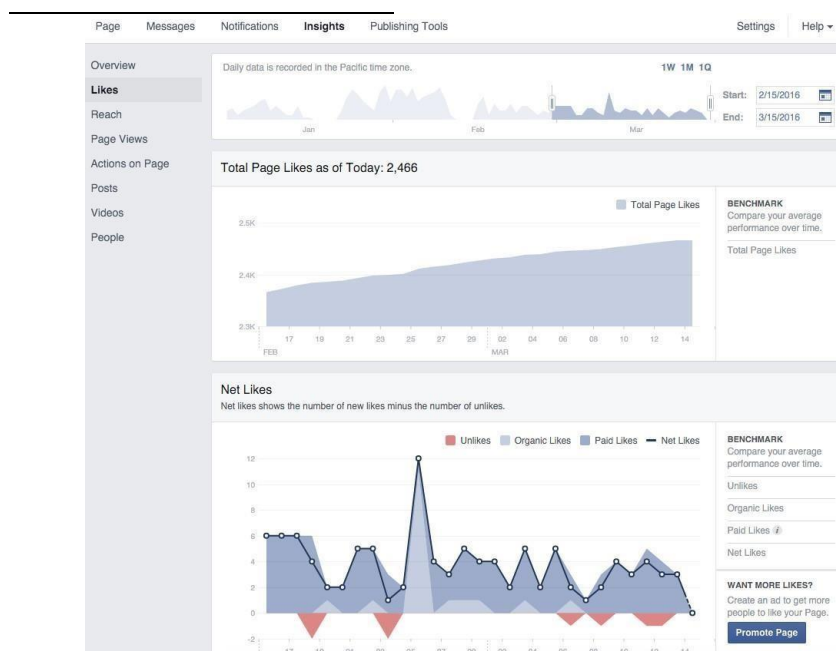 Page Messages Notifications Insights Publishing Tools Settings Help
Overview
Likes
Reach
Page Views
Actions on Page
Posts
Videos
People
Daily data is recorded in the Pacific time zone.
1W 1M 1Q
Jan Feb Mar
Start: 2/15/2016
End: 3/15/2016
Total Page Likes as of Today: 2,466
Total Page Likes
2.5K
2.4K
2.3K
17 19 21 23 25 27 29 02 04 06 08 10 12 14
FEB MAR
BENCHMARK
Compare your average
performance over time.
Total Page Likes
Net Likes
Net likes shows the number of new likes minus the number of unlikes.
Unlikes Organic Likes Paid Likes Net Likes
12
10
8
6
4
2
0
-2
BENCHMARK
Compare your average
performance over time.
Unlikes
Organic Likes
Paid Likes i
Net Likes
WANT MORE LIKES?
Create an ad to get more
people to like your Page.
Promote Page